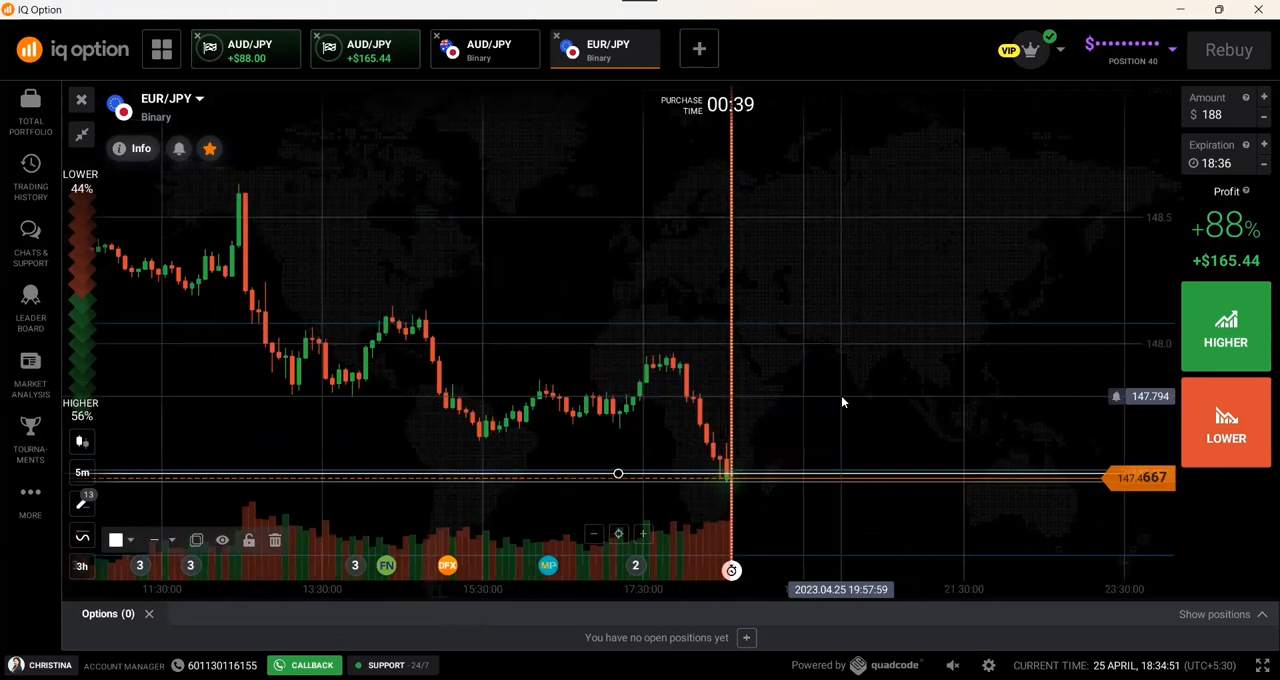 IQ Option
iq option
AUD/JPY
+$88.00
AUD/JPY
+$165.44
AUD/JPY
Binary
EUR/JPY
Binary
VIP
$
POSITION 40
Rebuy
TOTAL
PORTFOLIO
TRADING
HISTORY
CHATS &
SUPPORT
LEADER
BOARD
MARKET
ANALYSIS
TOURNA-
MENTS
MORE
EUR/JPY
Binary
Info
LOWER
44%
HIGHER
56%
5m
13
3h
PURCHASE
TIME
00:39
148.5
148.0
147.794
3
3
3
FN
DFX
MP
2
11:30:00
13:30:00
15:30:00
17:30:00
2023.04.25 19:57:59
21:30:00
23:30:00
Amount
$ 188
Expiration
18:36
Profit
+88%
+$165.44
HIGHER
LOWER
Options (0)
Show positions
You have no open positions yet
CHRISTINA
ACCOUNT MANAGER
601130116155
CALLBACK
SUPPORT · 24/7
Powered by quadcode
CURRENT TIME: 25 APRIL, 18:34:51 (UTC+5:30)